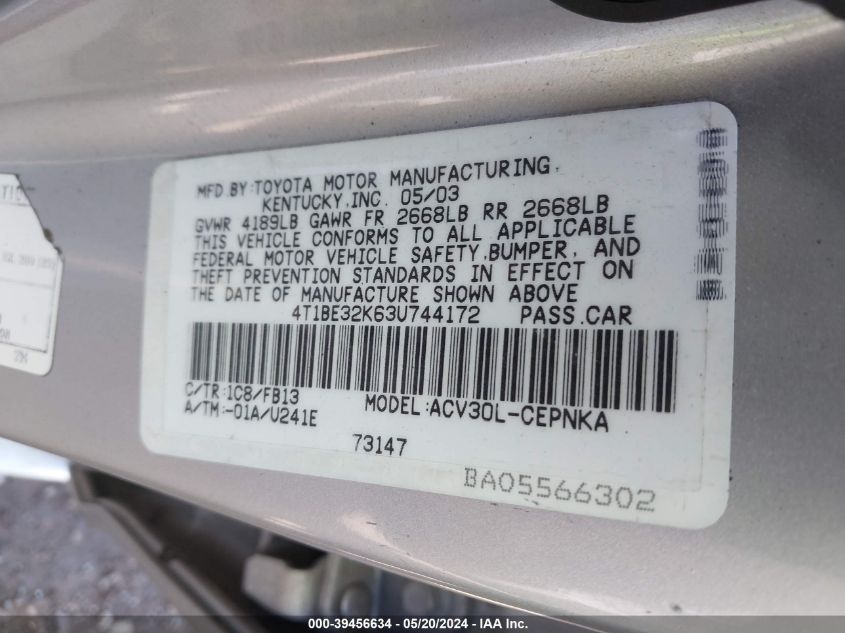 MFD.BY:TOYOTA MOTOR MANUFACTURING,
KENTUCKY,INC. 05/03
GVWR 4189LB GAWR FR 2668LB RR 2668LB
THIS VEHICLE CONFORMS TO ALL APPLICABLE
FEDERAL MOTOR VEHICLE SAFETY,BUMPER, AND
THEFT PREVENTION STANDARDS IN EFFECT ON
THE DATE OF MANUFACTURE SHOWN ABOVE
4T1BE32K63U744172 PASS.CAR
C/TR:1C8/FB13
A/TM:-01A/U241E
MODEL:ACV30L-CEPNKA
73147
BA05566302
000-39456634 / 05/20/2024 / IAA Inc.